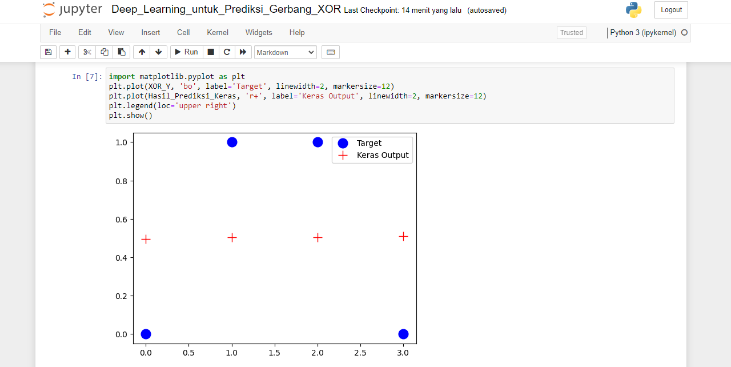 jupyter Deep_Learning_untuk_Prediksi_Gerbang_XOR Last Checkpoint: 14 menit yang lalu (autosaved)
Logout
File Edit View Insert Cell Kernel Widgets Help
Trusted
Python 3 (ipykernel)
Run
Markdown
In [7]: import matplotlib.pyplot as plt
plt.plot(XOR_Y, 'bo', label='Target', linewidth=2, markersize=12)
plt.plot(Hasil_Prediksi_Keras, 'r+', label='Keras Output', linewidth=2, markersize=12)
plt.legend(loc='upper right')
plt.show()
Target
Keras Output
1.0
0.8
0.6
0.4
0.2
0.0
0.0 0.5 1.0 1.5 2.0 2.5 3.0